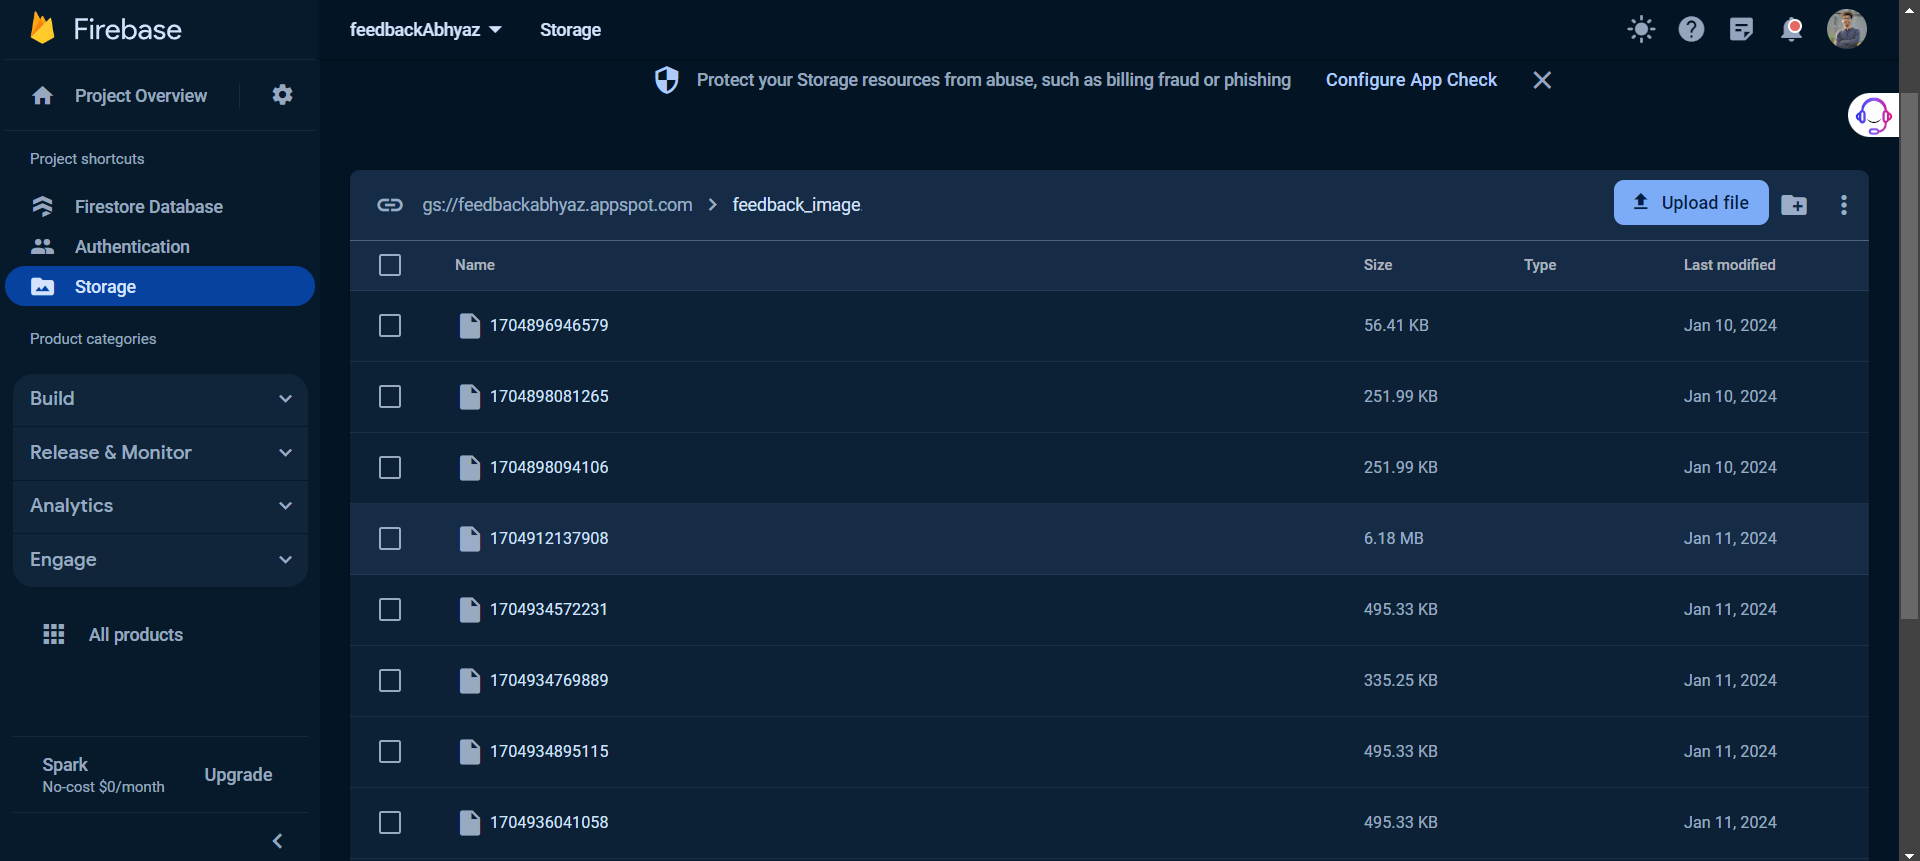 Firebase
feedbackAbhyaz Storage
Protect your Storage resources from abuse, such as billing fraud or phishing Configure App Check
Project Overview
Project shortcuts
Firestore Database
Authentication
Storage
Product categories
Build
Release & Monitor
Analytics
Engage
All products
Spark
No-cost $0/month
Upgrade
gs://feedbackabhyaz.appspot.com > feedback_image
Upload file
Name Size Type Last modified
1704896946579 56.41 KB Jan 10, 2024
1704898081265 251.99 KB Jan 10, 2024
1704898094106 251.99 KB Jan 10, 2024
1704912137908 6.18 MB Jan 11, 2024
1704934572231 495.33 KB Jan 11, 2024
1704934769889 335.25 KB Jan 11, 2024
1704934895115 495.33 KB Jan 11, 2024
1704936041058 495.33 KB Jan 11, 2024